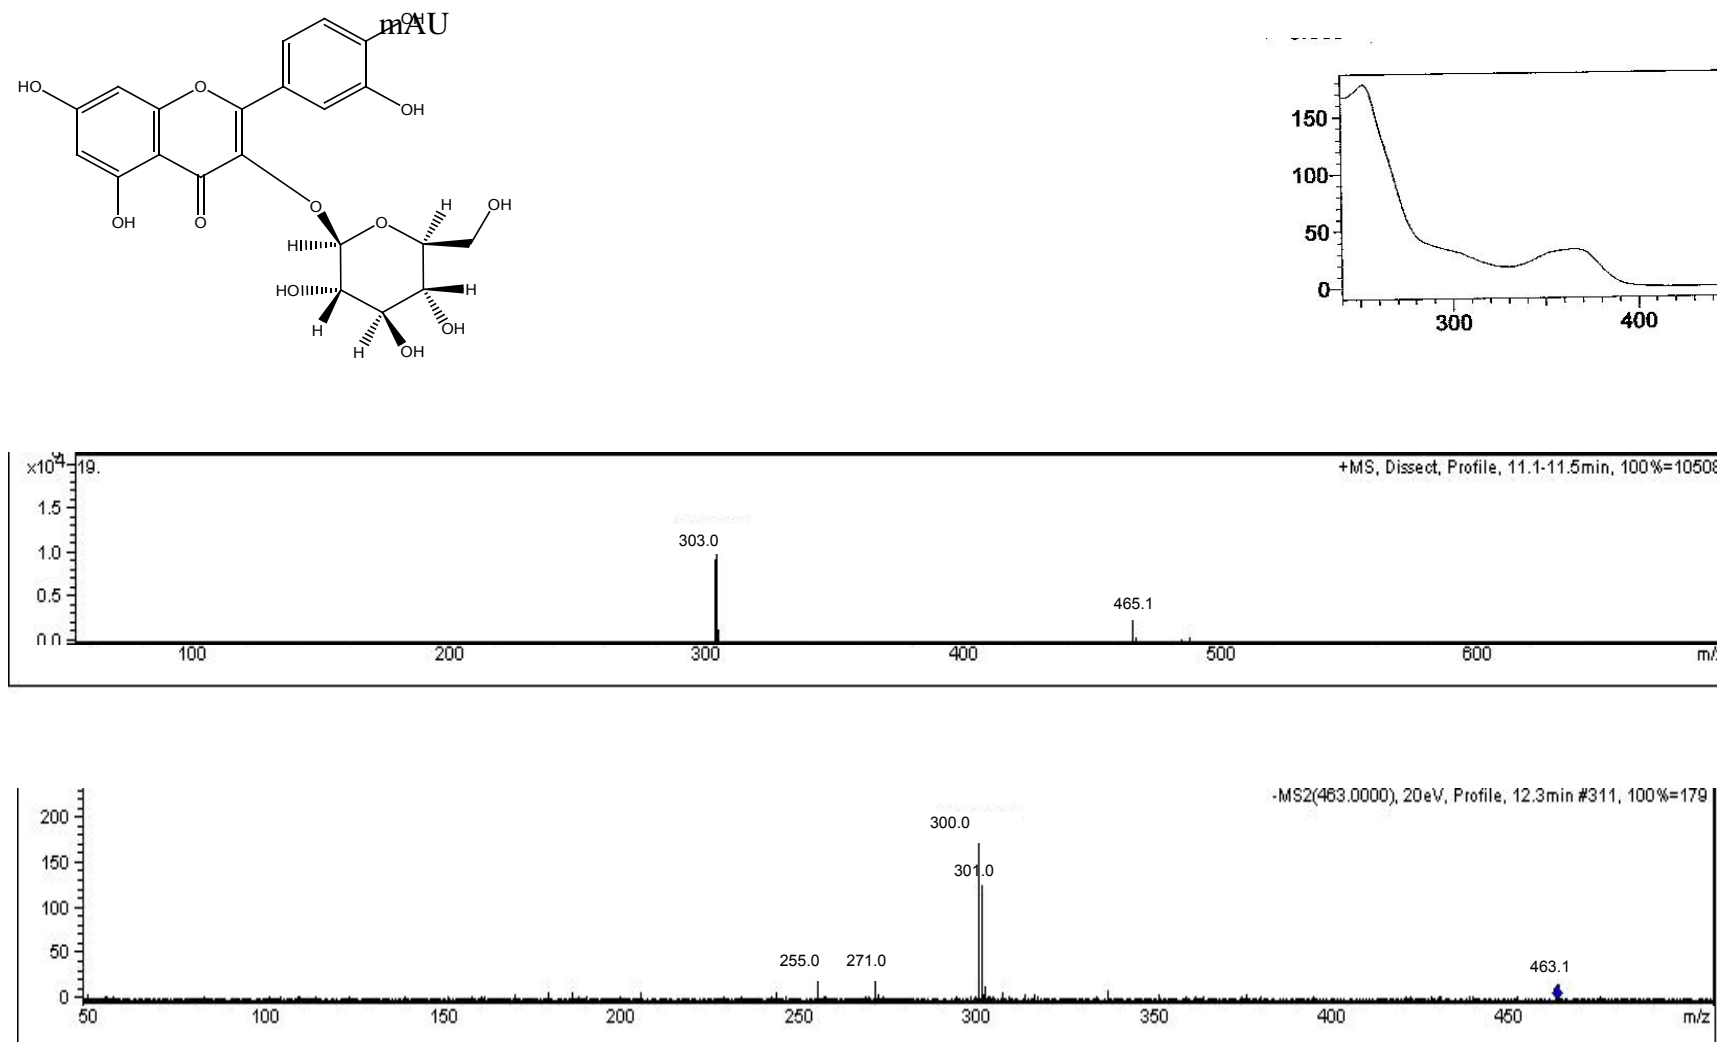 OH
mAU
HO
O
OH
OH
O
O
O
H
OH
H
HO
H
H
OH
H
OH
150
100
50
0
300
400
x10^4
19.
+MS, Dissect, Profile, 11.1-11.5min, 100%=10508
1.5
1.0
0.5
0.0
303.0
465.1
100
200
300
400
500
600
m/z
-MS2(463.0000), 20eV, Profile, 12.3min #311, 100%=179
200
150
100
50
0
300.0
301.0
255.0
271.0
463.1
50
100
150
200
250
300
350
400
450
m/z